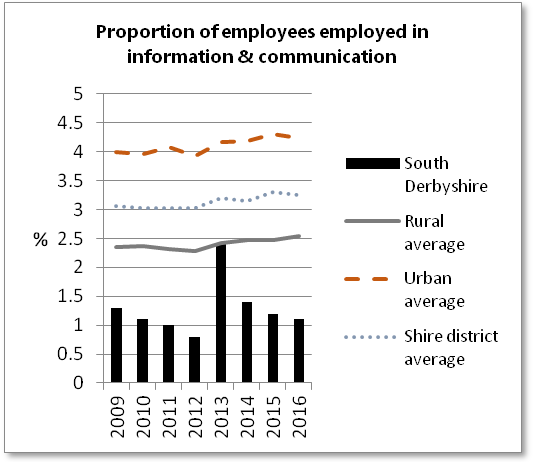 Proportion of employees employed in
information & communication
5
4.5
4
3.5
3
2.5
2
1.5
1
0.5
0
%
2009
2010
2011
2012
2013
2014
2015
2016
South
Derbyshire
Rural
average
Urban
average
Shire district
average